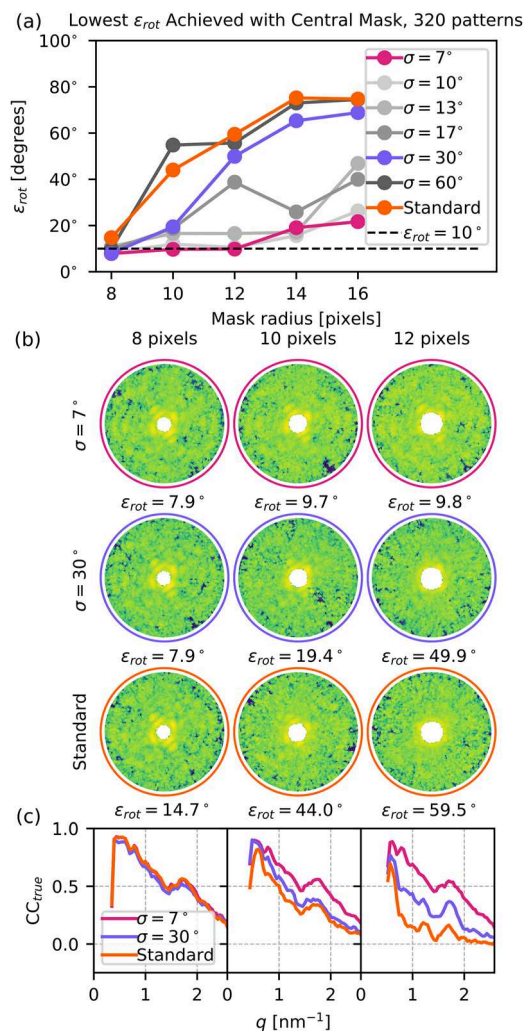 (a) Lowest εrot Achieved with Central Mask, 320 patterns
100°
80°
60°
40°
20°
0°
εrot [degrees]
σ = 7°
σ = 10°
σ = 13°
σ = 17°
σ = 30°
σ = 60°
Standard
εrot = 10°
8 10 12 14 16
Mask radius [pixels]
(b) 8 pixels 10 pixels 12 pixels
σ = 7°
εrot = 7.9° εrot = 9.7° εrot = 9.8°
σ = 30°
εrot = 7.9° εrot = 19.4° εrot = 49.9°
Standard
εrot = 14.7° εrot = 44.0° εrot = 59.5°
(c)
1.0
0.5
0.0
CCtrue
σ = 7°
σ = 30°
Standard
0 1 2 0 1 2 0 1 2
q [nm⁻¹]